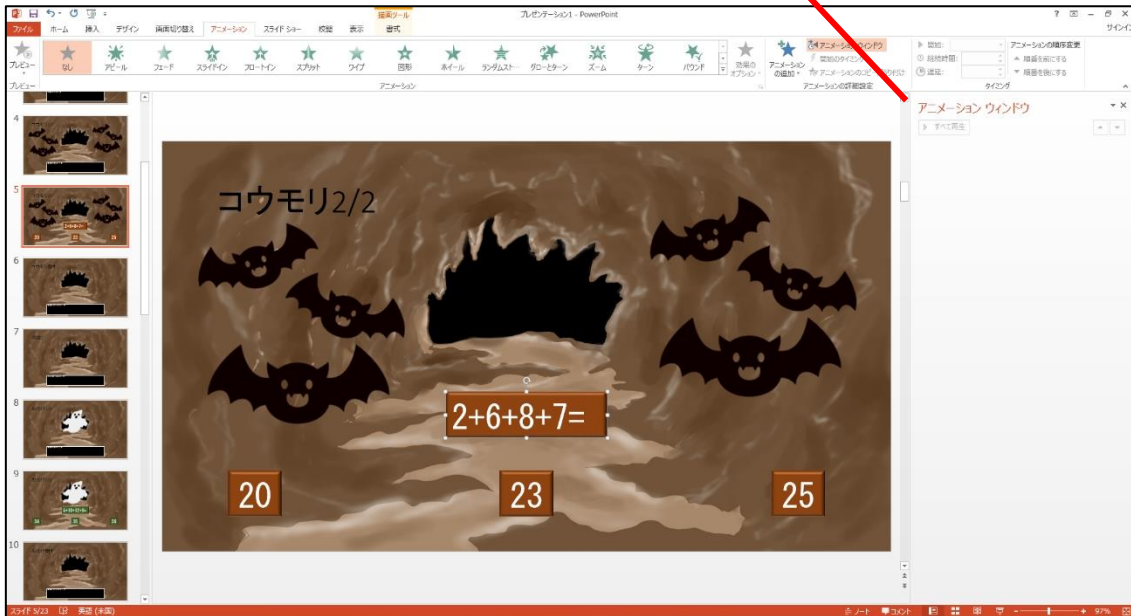 描画ツール
プレゼンテーション1 - PowerPoint
サインイン
ファイル ホーム 挿入 デザイン 画面切り替え アニメーション スライド ショー 校閲 表示 書式
プレビュー
なし アピール フェード スライドイン フロートイン スプリット ワイプ 図形 ホイール ランダムスト… グローとターン ズーム ターン バウンド
効果の
オプション
アニメーション
の追加
アニメーション ウィンドウ
開始のタイミング
アニメーションのコピー/貼り付け
開始:
継続時間:
遅延:
アニメーションの順序変更
順番を前にする
順番を後にする
プレビュー アニメーション アニメーションの詳細設定 タイミング
アニメーション ウィンドウ
すべて再生
4
5
6
7
8
9
10
コウモリ2/2
2+6+8+7=
20 23 25
スライド 5/23 英語 (米国) ノート コメント 97%